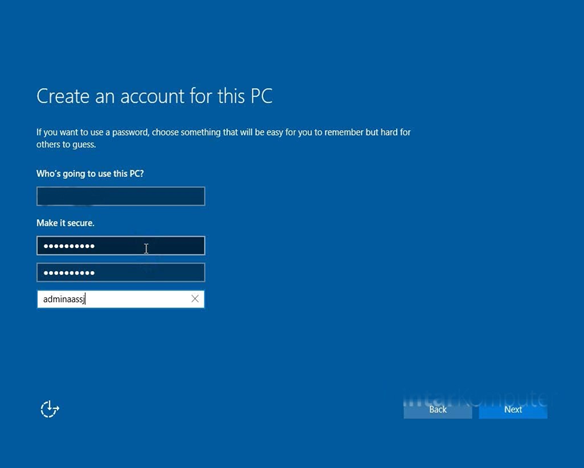 Create an account for this PC
If you want to use a password, choose something that will be easy for you to remember but hard for
others to guess.
Who's going to use this PC?
Make it secure.
●●●●●●●●●●
●●●●●●●●●●
adminaassj
Back
Next